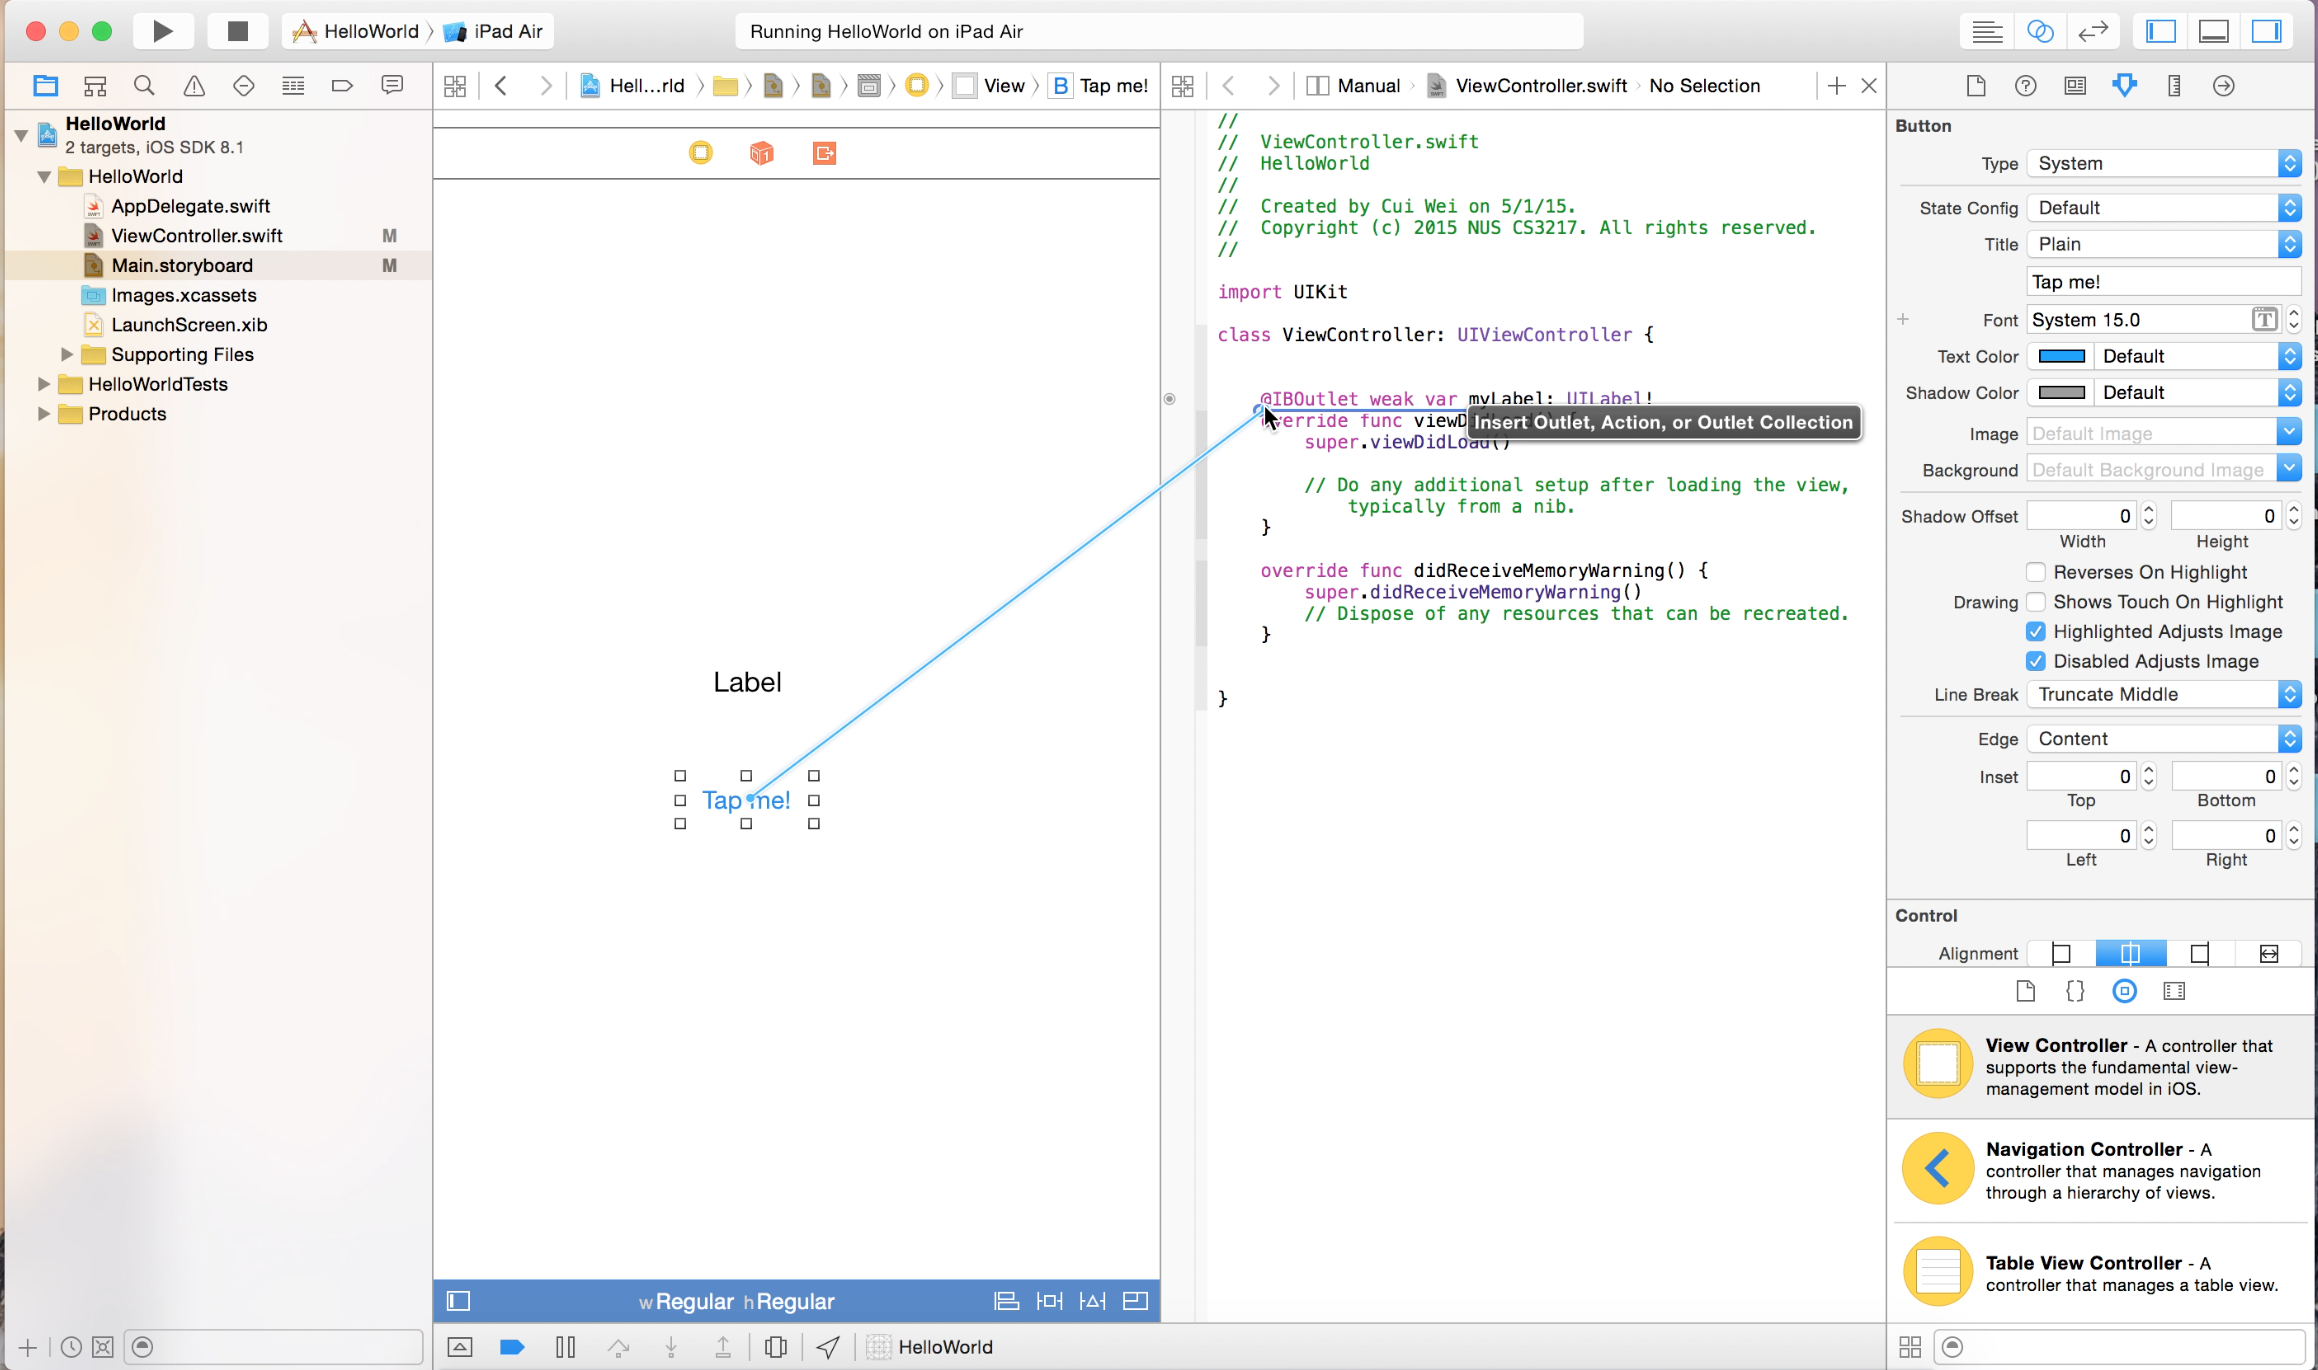 HelloWorld
iPad Air
Running HelloWorld on iPad Air
Hell...rld
View
B
Tap me!
Manual
ViewController.swift
No Selection
HelloWorld
2 targets, iOS SDK 8.1
HelloWorld
AppDelegate.swift
ViewController.swift M
Main.storyboard M
Images.xcassets
LaunchScreen.xib
Supporting Files
HelloWorldTests
Products
Label
Tap me!
w Regular h Regular
HelloWorld
//
// ViewController.swift
// HelloWorld
//
// Created by Cui Wei on 5/1/15.
// Copyright (c) 2015 NUS CS3217. All rights reserved.
//
import UIKit
class ViewController: UIViewController {
@IBOutlet weak var myLabel: UILabel!
override func viewD
Insert Outlet, Action, or Outlet Collection
super.viewDidLoad()
// Do any additional setup after loading the view,
typically from a nib.
}
override func didReceiveMemoryWarning() {
super.didReceiveMemoryWarning()
// Dispose of any resources that can be recreated.
}
}
Button
Type System
State Config Default
Title Plain
Tap me!
+ Font System 15.0 T
Text Color Default
Shadow Color Default
Image Default Image
Background Default Background Image
Shadow Offset 0 0
Width Height
Reverses On Highlight
Drawing Shows Touch On Highlight
Highlighted Adjusts Image
Disabled Adjusts Image
Line Break Truncate Middle
Edge Content
Inset 0 0
Top Bottom
0 0
Left Right
Control
Alignment
{}
View Controller - A controller that
supports the fundamental view-
management model in iOS.
Navigation Controller - A
controller that manages navigation
through a hierarchy of views.
Table View Controller - A
controller that manages a table view.